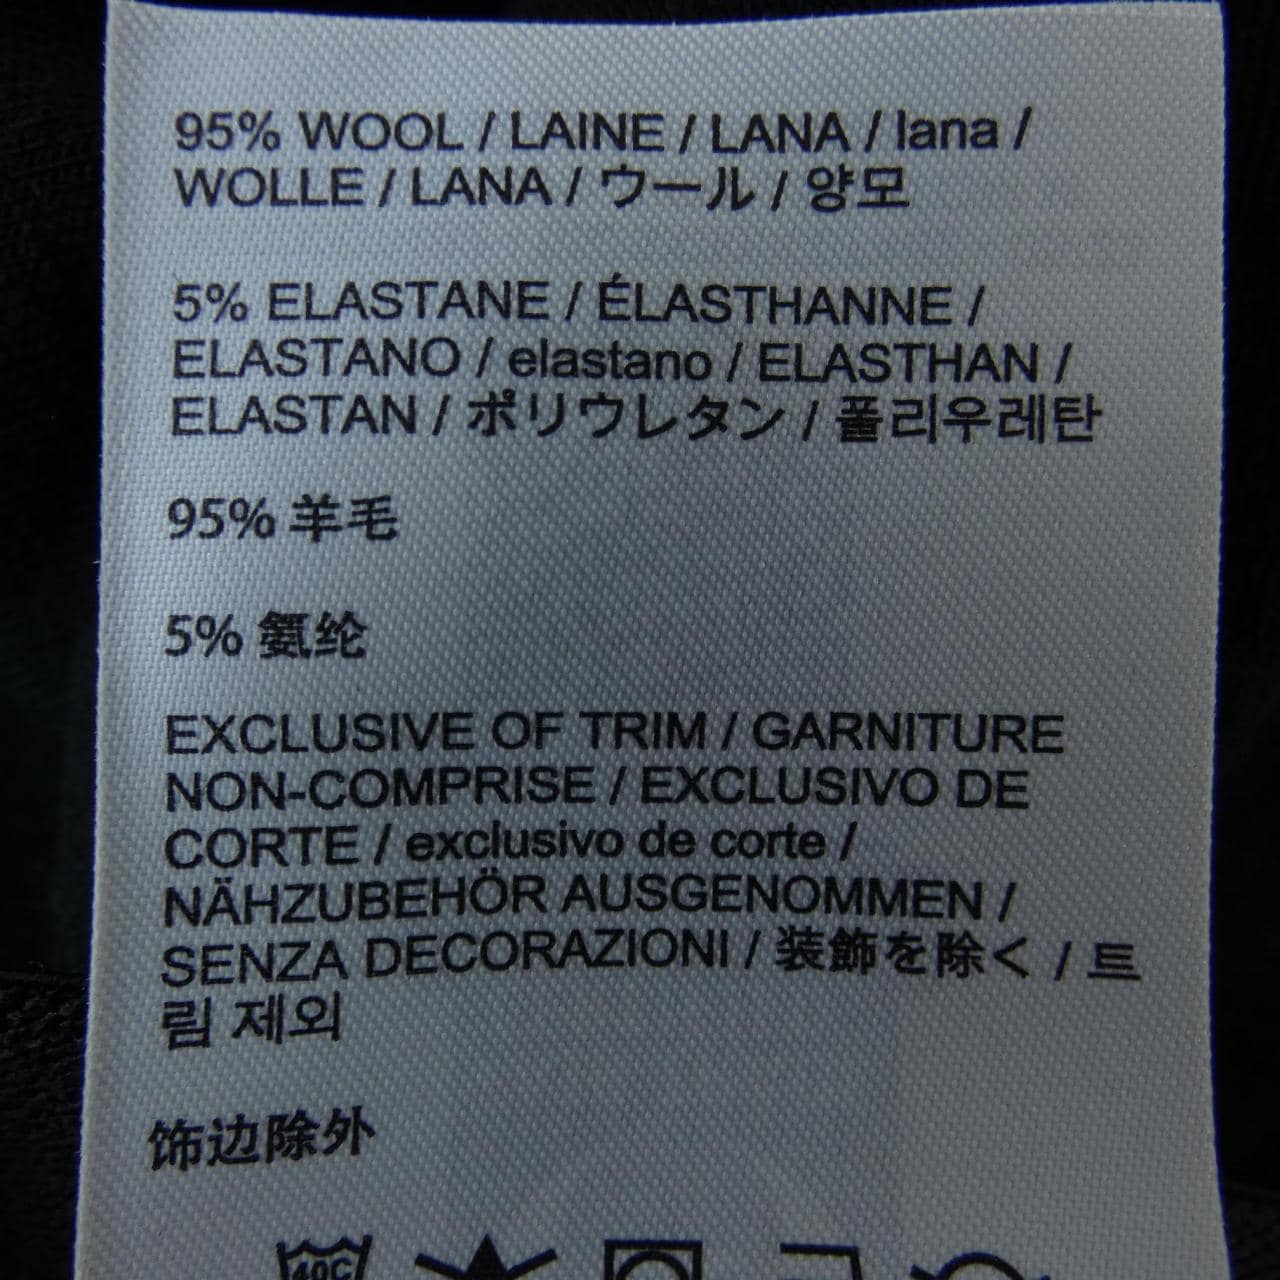 95% WOOL / LAINE / LANA / lana /
WOLLE / LANA / ウール / 양모
5% ELASTANE / ÉLASTHANNE /
ELASTANO / elastano / ELASTHAN /
ELASTAN / ポリウレタン / 폴리우레탄
95% 羊毛
5% 氨纶
EXCLUSIVE OF TRIM / GARNITURE
NON-COMPRISE / EXCLUSIVO DE
CORTE / exclusivo de corte /
NÄHZUBEHÖR AUSGENOMMEN /
SENZA DECORAZIONI / 装飾を除く / 트
림 제외
饰边除外
40C